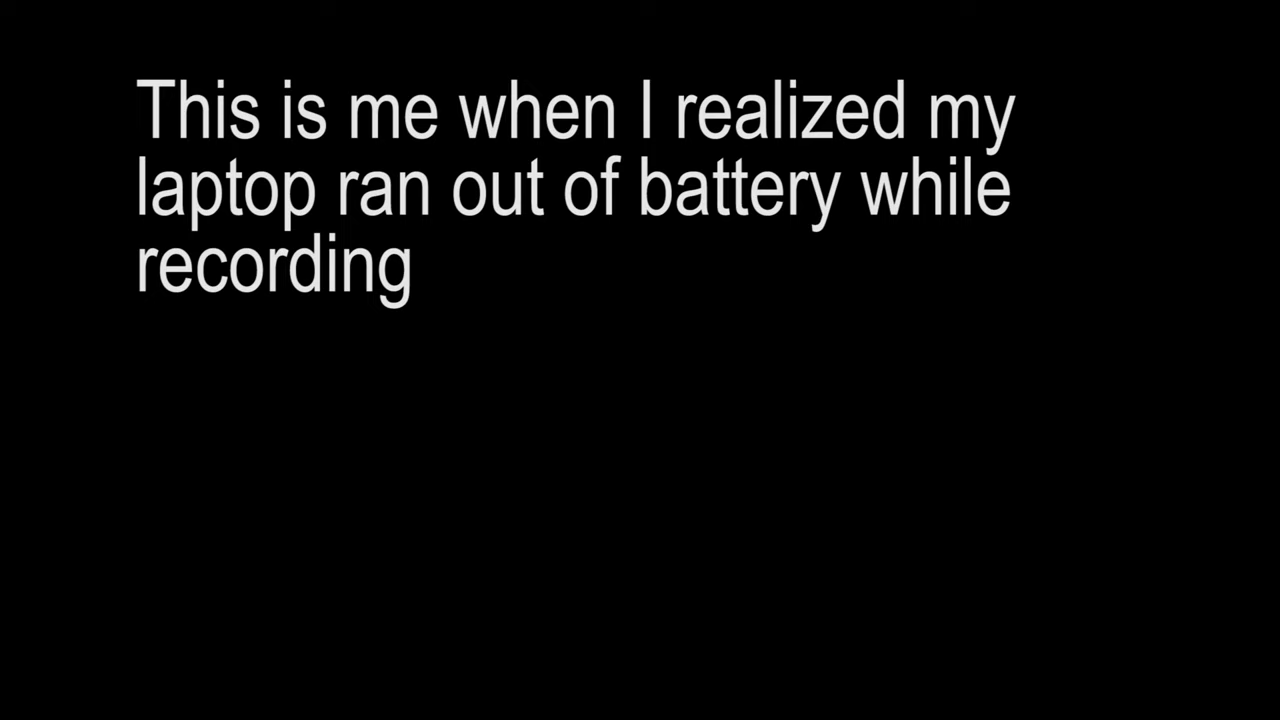 This is me when I realized my
laptop ran out of battery while
recording